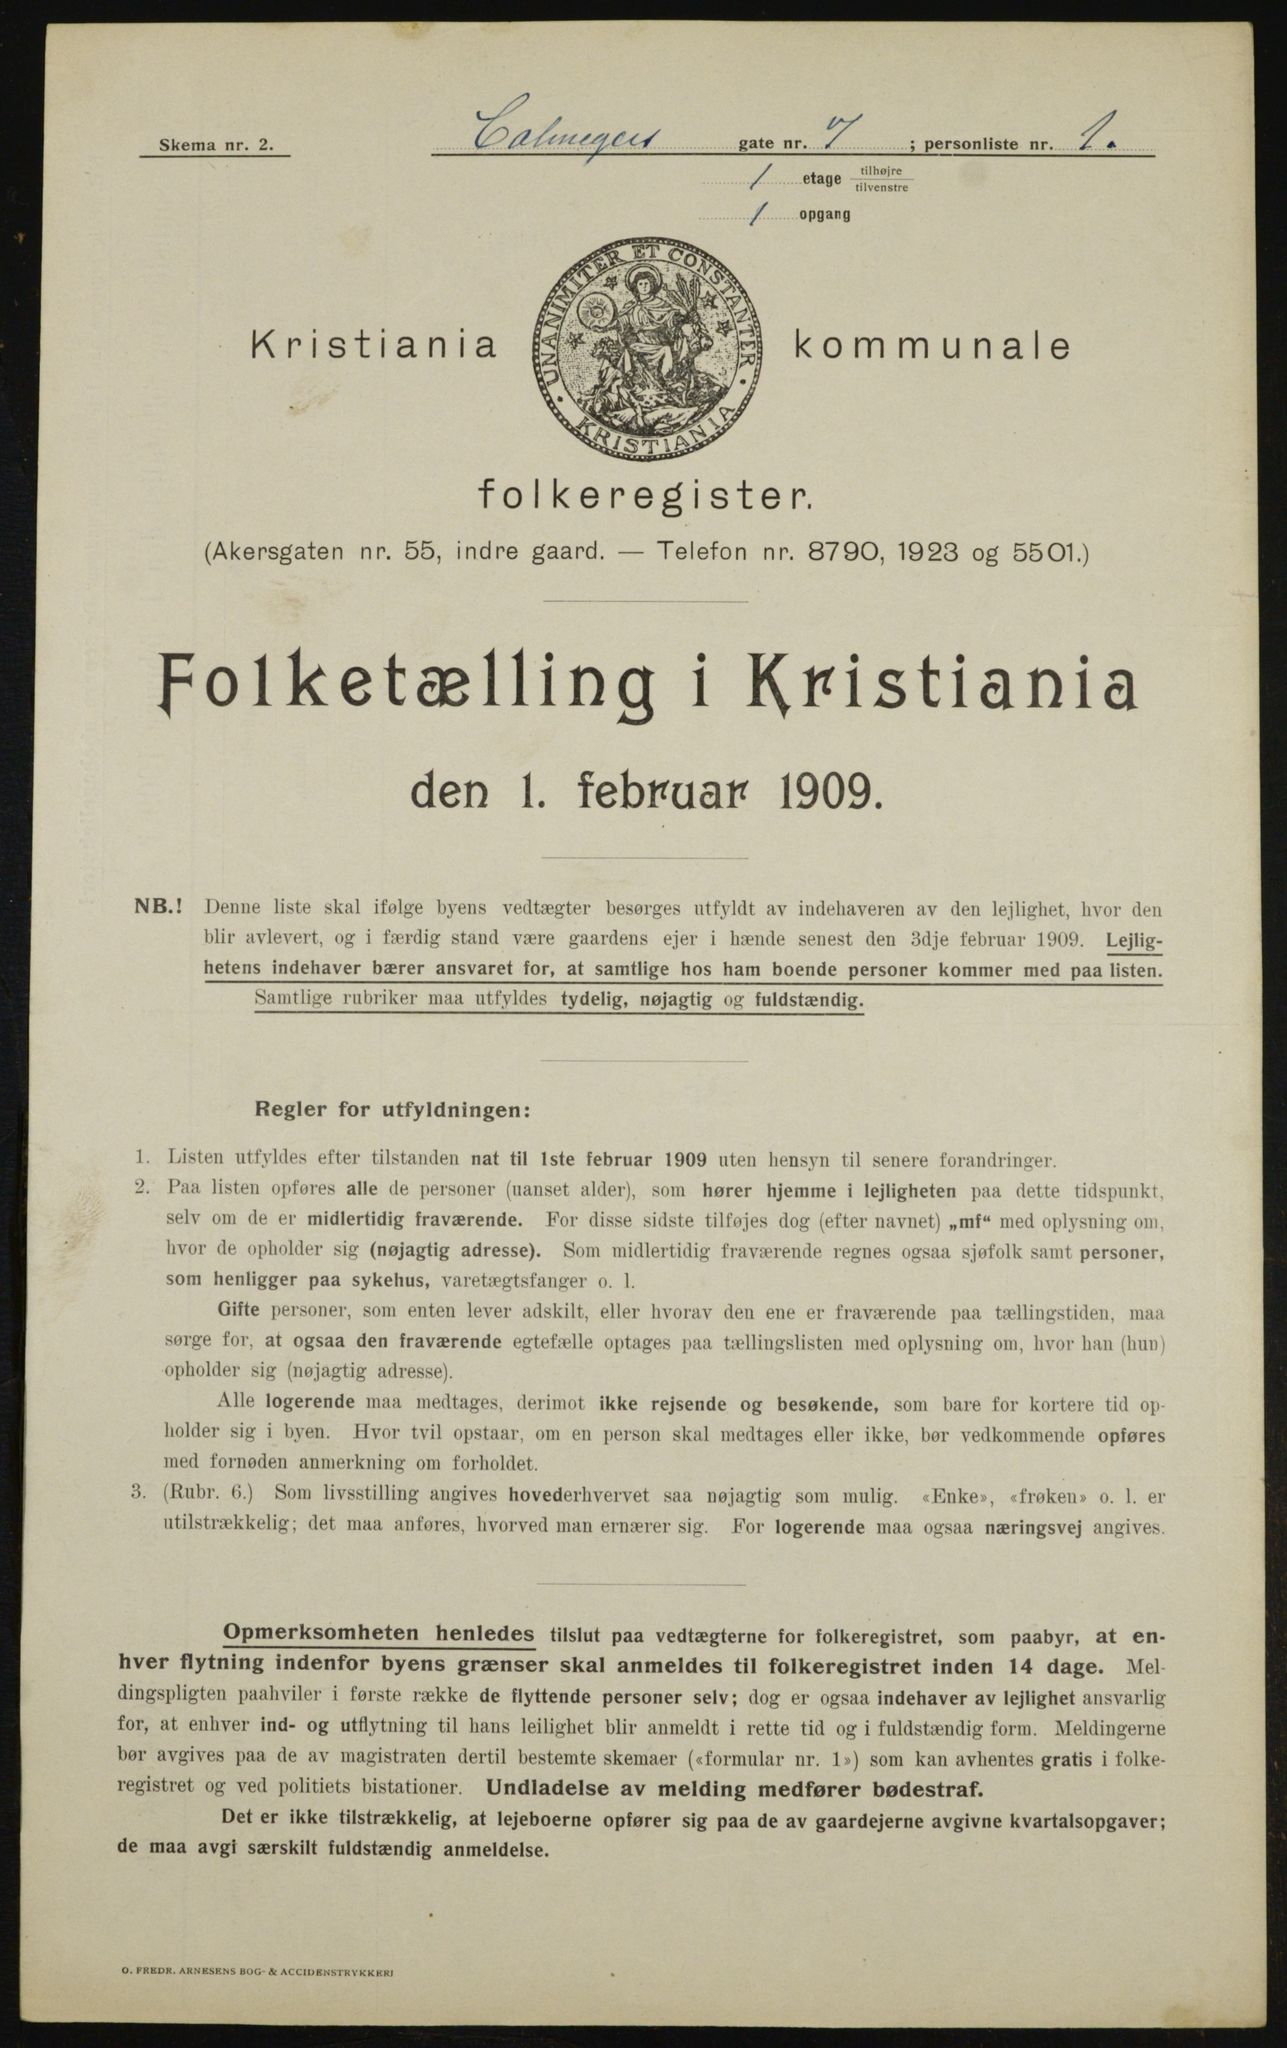 Skema nr. 2.
Calmeyers gate nr. 7; personliste nr. 1.
1 etage tilhøjre
tilvenstre
1 opgang
UNANIMITER ET CONSTANTER
KRISTIANIA
Kristiania kommunale
folkeregister.
(Akersgaten nr. 55, indre gaard. — Telefon nr. 8790, 1923 og 5501.)
Folketælling i Kristiania
den 1. februar 1909.
NB.! Denne liste skal ifølge byens vedtægter besørges utfyldt av indehaveren av den lejlighet, hvor den
blir avlevert, og i færdig stand være gaardens ejer i hænde senest den 3dje februar 1909. Lejlig-
hetens indehaver bærer ansvaret for, at samtlige hos ham boende personer kommer med paa listen.
Samtlige rubriker maa utfyldes tydelig, nøjagtig og fuldstændig.
Regler for utfyldningen:
1. Listen utfyldes efter tilstanden nat til 1ste februar 1909 uten hensyn til senere forandringer.
2. Paa listen opføres alle de personer (uanset alder), som hører hjemme i lejligheten paa dette tidspunkt,
selv om de er midlertidig fraværende. For disse sidste tilføjes dog (efter navnet) „mf“ med oplysning om,
hvor de opholder sig (nøjagtig adresse). Som midlertidig fraværende regnes ogsaa sjøfolk samt personer,
som henligger paa sykehus, varetægtsfanger o. l.
Gifte personer, som enten lever adskilt, eller hvorav den ene er fraværende paa tællingstiden, maa
sørge for, at ogsaa den fraværende egtefælle optages paa tællingslisten med oplysning om, hvor han (hun)
opholder sig (nøjagtig adresse).
Alle logerende maa medtages, derimot ikke rejsende og besøkende, som bare for kortere tid op-
holder sig i byen. Hvor tvil opstaar, om en person skal medtages eller ikke, bør vedkommende opføres
med fornøden anmerkning om forholdet.
3. (Rubr. 6.) Som livsstilling angives hovederhvervet saa nøjagtig som mulig. «Enke», «frøken» o. l. er
utilstrækkelig; det maa anføres, hvorved man ernærer sig. For logerende maa ogsaa næringsvej angives.
Opmerksomheten henledes tilslut paa vedtægterne for folkeregistret, som paabyr, at en-
hver flytning indenfor byens grænser skal anmeldes til folkeregistret inden 14 dage. Mel-
dingspligten paahviler i første række de flyttende personer selv; dog er ogsaa indehaver av lejlighet ansvarlig
for, at enhver ind- og utflytning til hans leilighet blir anmeldt i rette tid og i fuldstændig form. Meldingerne
bør avgives paa de av magistraten dertil bestemte skemaer («formular nr. 1») som kan avhentes gratis i folke-
registret og ved politiets bistationer. Undladelse av melding medfører bødestraf.
Det er ikke tilstrækkelig, at lejeboerne opfører sig paa de av gaardejerne avgivne kvartalsopgaver;
de maa avgi særskilt fuldstændig anmeldelse.
O. FREDR. ARNESENS BOG- & ACCIDENSTRYKKERI